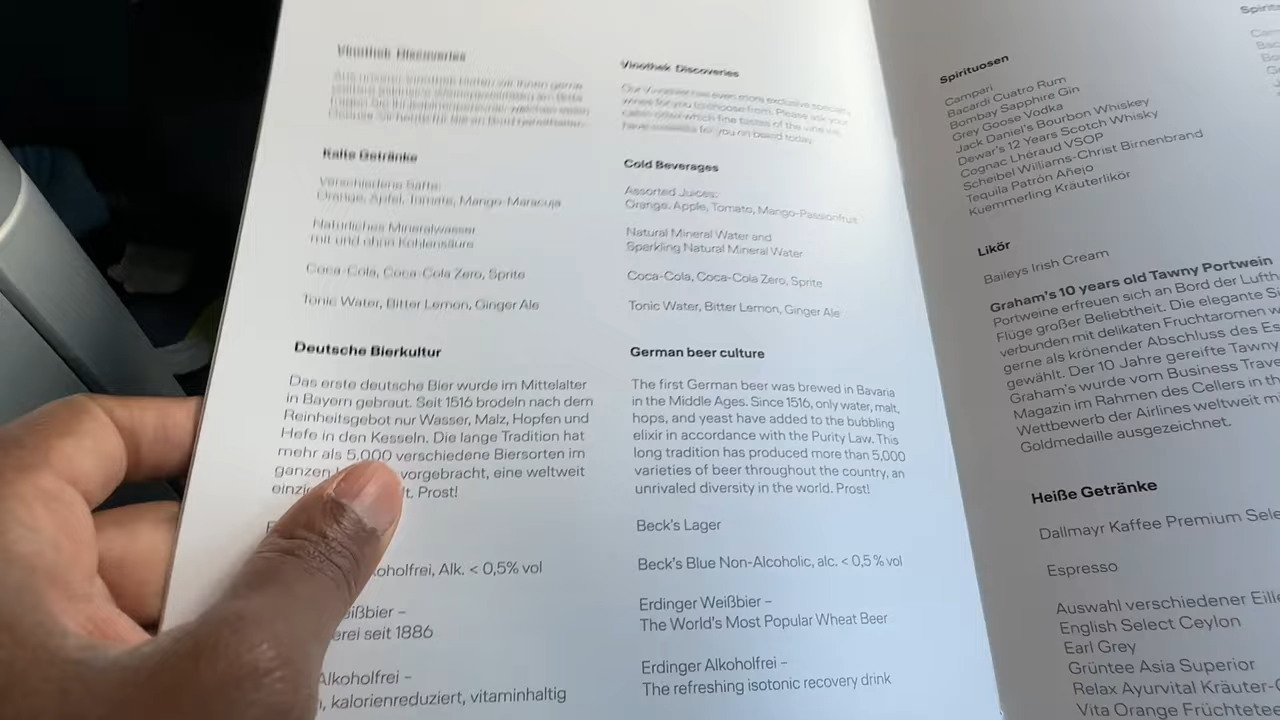 Vinothek Discoveries
Kalte Getränke
Verschiedene Säfte:
Orange, Apfel, Tomate, Mango-Maracuja
Natürliches Mineralwasser
mit und ohne Kohlensäure
Coca-Cola, Coca-Cola Zero, Sprite
Tonic Water, Bitter Lemon, Ginger Ale
Deutsche Bierkultur
Das erste deutsche Bier wurde im Mittelalter
in Bayern gebraut. Seit 1516 brodeln nach dem
Reinheitsgebot nur Wasser, Malz, Hopfen und
Hefe in den Kesseln. Die lange Tradition hat
mehr als 5.000 verschiedene Biersorten im
ganzen vorgebracht, eine weltweit
t. Prost!
koholfrei, Alk. < 0,5% vol
ißbier –
erei seit 1886
Alkoholfrei –
, kalorienreduziert, vitaminhaltig
Vinothek Discoveries
Our Vinothek has even more exclusive specialty
wines for you to choose from. Please ask your
cabin crew which fine tastes of the vine we
have available for you on board today.
Cold Beverages
Assorted Juices:
Orange, Apple, Tomato, Mango-Passionfruit
Natural Mineral Water and
Sperkling Natural Mineral Water
Coca-Cola, Coca-Cola Zero, Sprite
Tonic Water, Bitter Lemon, Ginger Ale
German beer culture
The first German beer was brewed in Bavaria
in the Middle Ages. Since 1516, only water, malt,
hops, and yeast have added to the bubbling
elixir in accordance with the Purity Law. This
long tradition has produced more than 5,000
varieties of beer throughout the country, an
unrivaled diversity in the world. Prost!
Beck's Lager
Beck's Blue Non-Alcoholic, alc. < 0,5 % vol
Erdinger Weißbier –
The World's Most Popular Wheat Beer
Erdinger Alkoholfrei –
The refreshing isotonic recovery drink
Spirituosen
Campari
Bacardi Cuatro Rum
Bombay Sapphire Gin
Grey Goose Vodka
Jack Daniel's Bourbon Whiskey
Dewar's 12 Years Scotch Whisky
Cognac Lhéraud VSOP
Scheibel Williams-Christ Birnenbrand
Tequila Patrón Añejo
Kuemmerling Kräuterlikör
Likör
Baileys Irish Cream
Graham's 10 years old Tawny Portwein
Portweine erfreuen sich an Bord der Lufth
Flüge großer Beliebtheit. Die elegante Sü
verbunden mit delikaten Fruchtaromen w
gerne als krönender Abschluss des Es
gewählt. Der 10 Jahre gereifte Tawny
Graham's wurde vom Business Trave
Magazin im Rahmen des Cellers in th
Wettbewerb der Airlines weltweit m
Goldmedaille ausgezeichnet.
Heiße Getränke
Dallmayr Kaffee Premium Sele
Espresso
Auswahl verschiedener Eille
English Select Ceylon
Earl Grey
Grüntee Asia Superior
Relax Ayurvital Kräuter-
Vita Orange Früchtetee